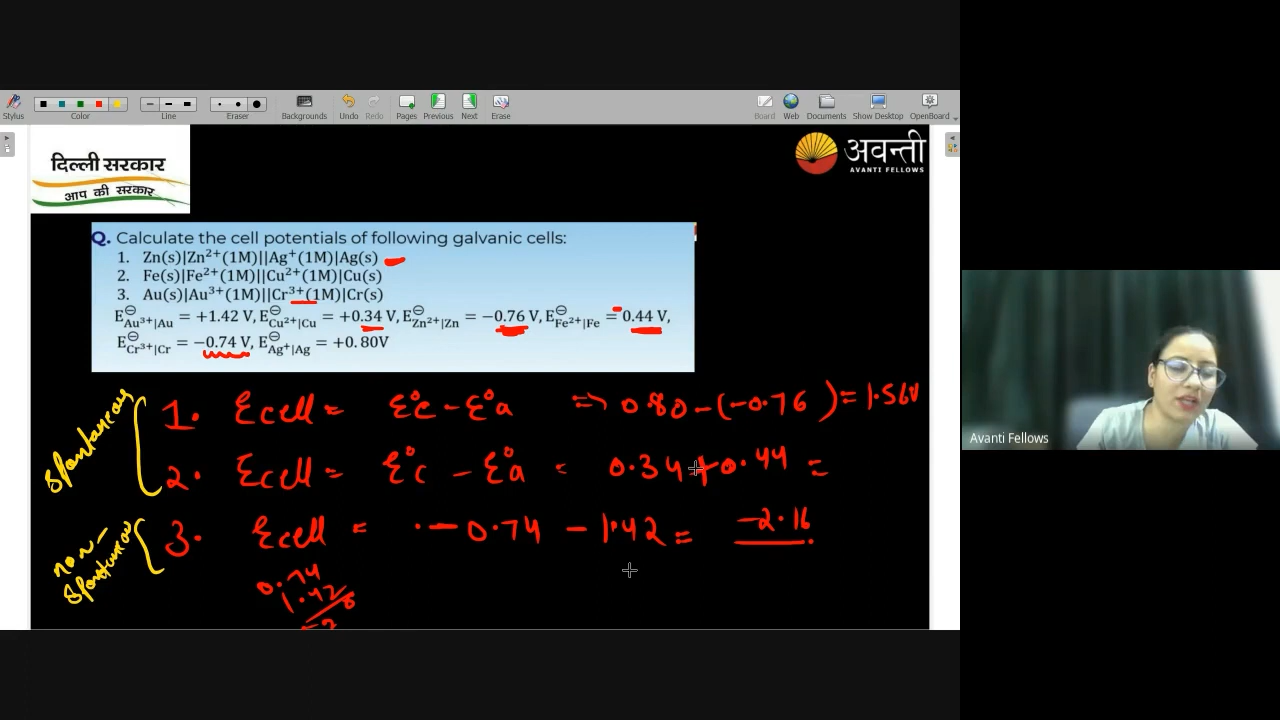 Stylus
Color
Line
Eraser
Backgrounds
Undo
Redo
Pages
Previous
Next
Erase
Board
Web
Documents
Show Desktop
OpenBoard
दिल्ली सरकार
आप की सरकार
अवन्ती
AVANTI FELLOWS
Q. Calculate the cell potentials of following galvanic cells:
1. Zn(s)|Zn²⁺(1M)||Ag⁺(1M)|Ag(s)
2. Fe(s)|Fe²⁺(1M)||Cu²⁺(1M)|Cu(s)
3. Au(s)|Au³⁺(1M)||Cr³⁺(1M)|Cr(s)
E⊖Au³⁺|Au = +1.42 V, E⊖Cu²⁺|Cu = +0.34 V, E⊖Zn²⁺|Zn = −0.76 V, E⊖Fe²⁺|Fe = 0.44 V,
E⊖Cr³⁺|Cr = −0.74 V, E⊖Ag⁺|Ag = +0.80V
Spontaneous
1. Ecell = E°c - E°a => 0.80 - (-0.76) = 1.56V
2. Ecell = E°c - E°a = 0.34 + 0.44 =
non-
Spontaneous
3. Ecell = -0.74 - 1.42 = -2.16
0.74
1.42
Avanti Fellows